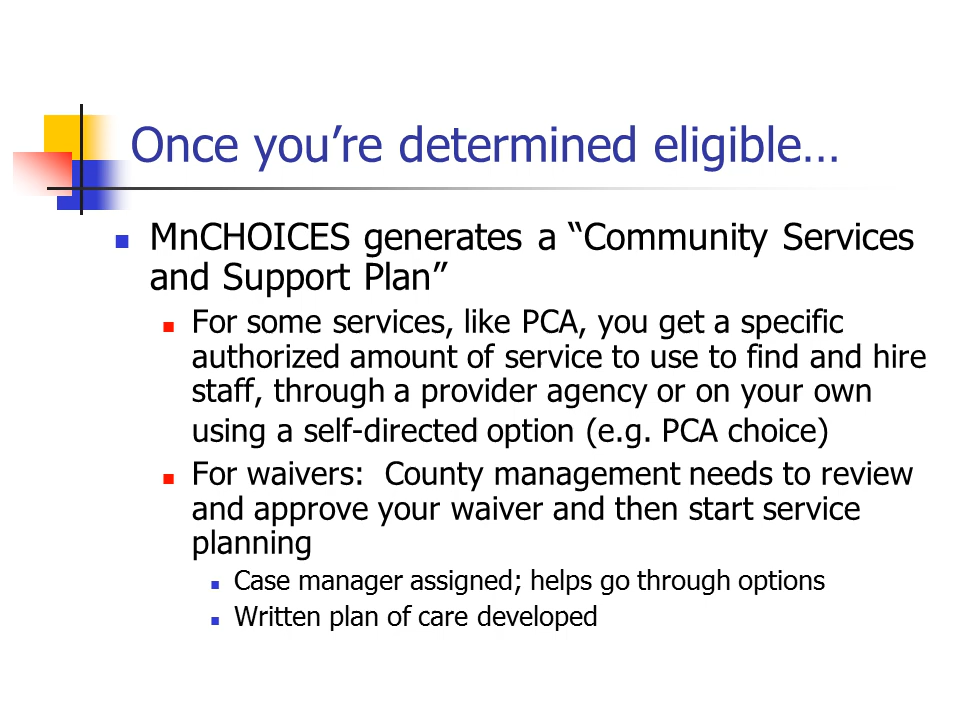 Once you’re determined eligible…
MnCHOICES generates a “Community Services
and Support Plan”
For some services, like PCA, you get a specific
authorized amount of service to use to find and hire
staff, through a provider agency or on your own
using a self-directed option (e.g. PCA choice)
For waivers:  County management needs to review
and approve your waiver and then start service
planning
Case manager assigned; helps go through options
Written plan of care developed